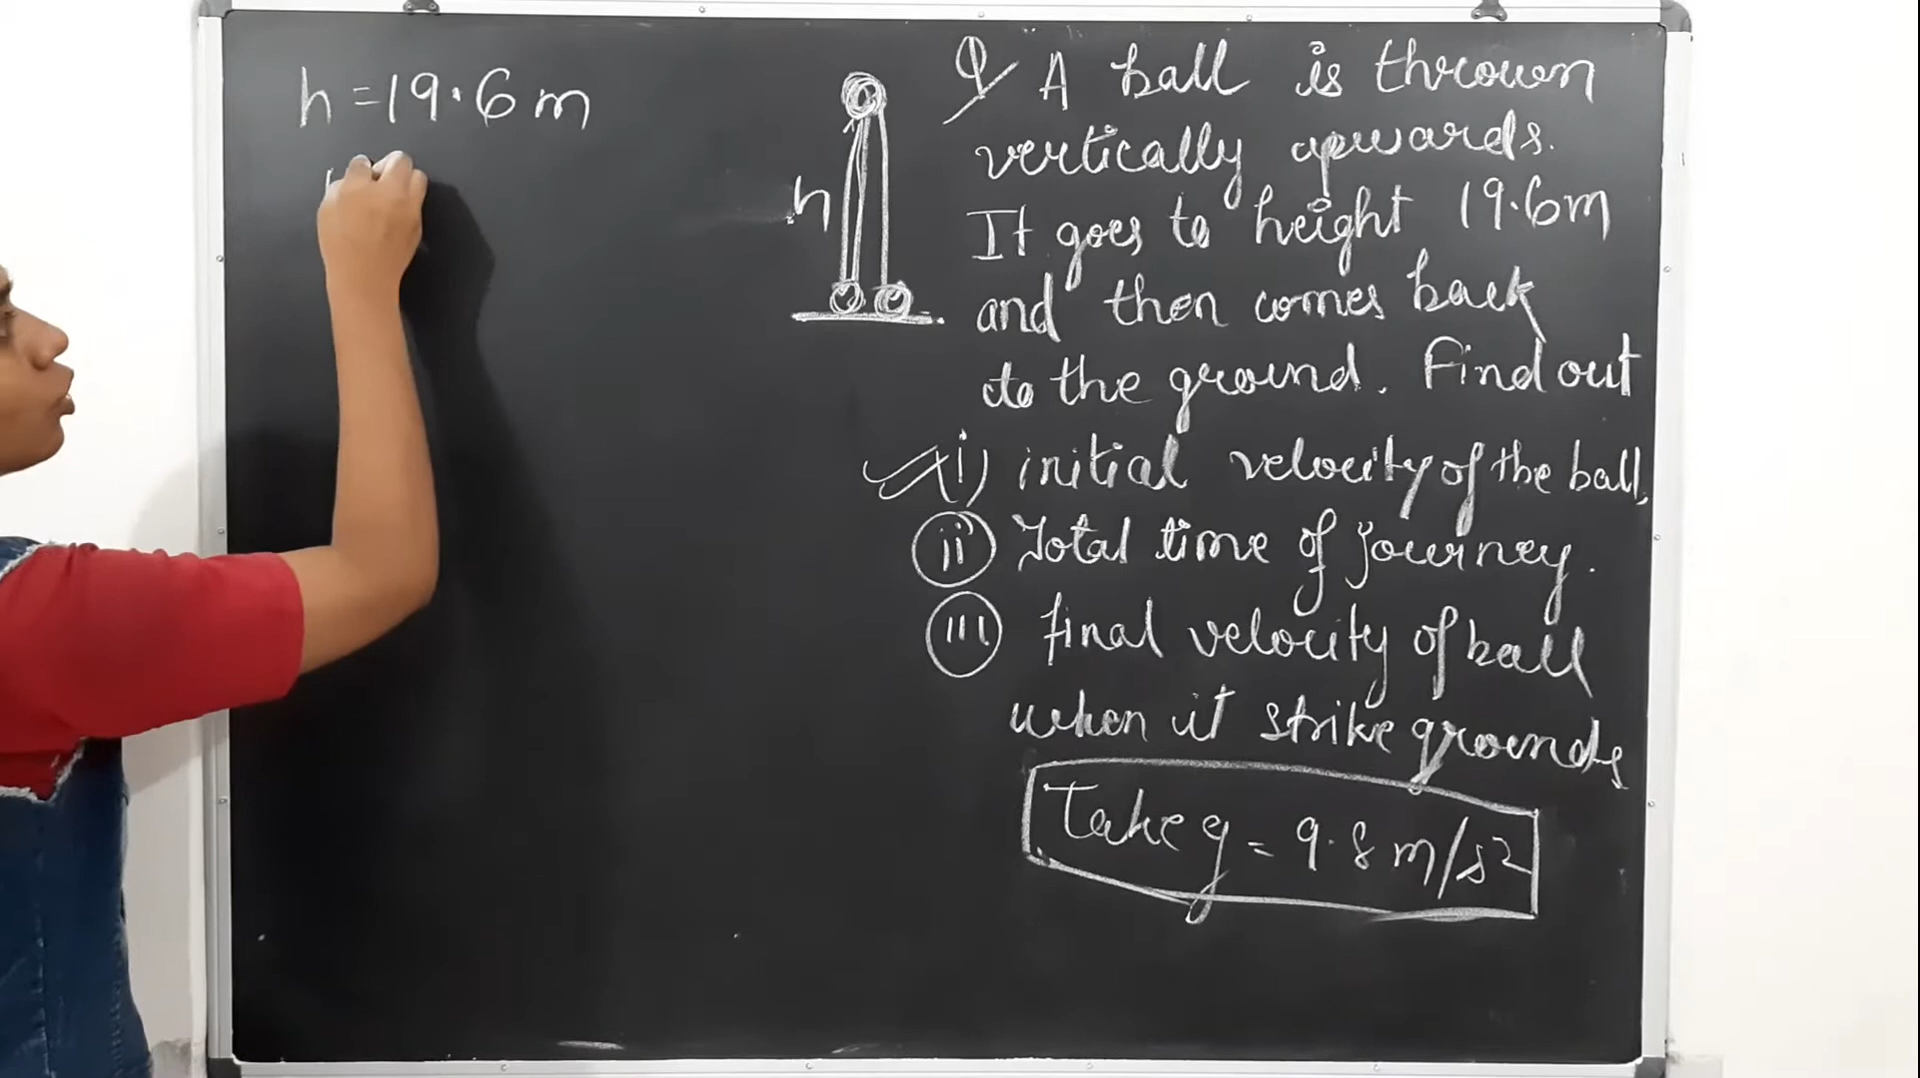 h = 19.6 m
h
Q A ball is thrown
vertically upwards.
It goes to height 19.6m
and then comes back
to the ground. Find out
(i) initial velocity of the ball,
(ii) Total time of journey.
(iii) final velocity of ball
when it strike grounds
Take g = 9.8 m/s²